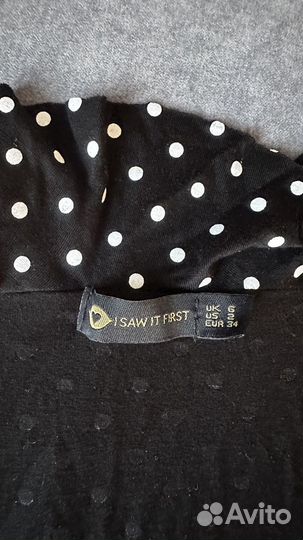 I SAW IT FIRST
UK 6
US 2
EUR 34
Avito